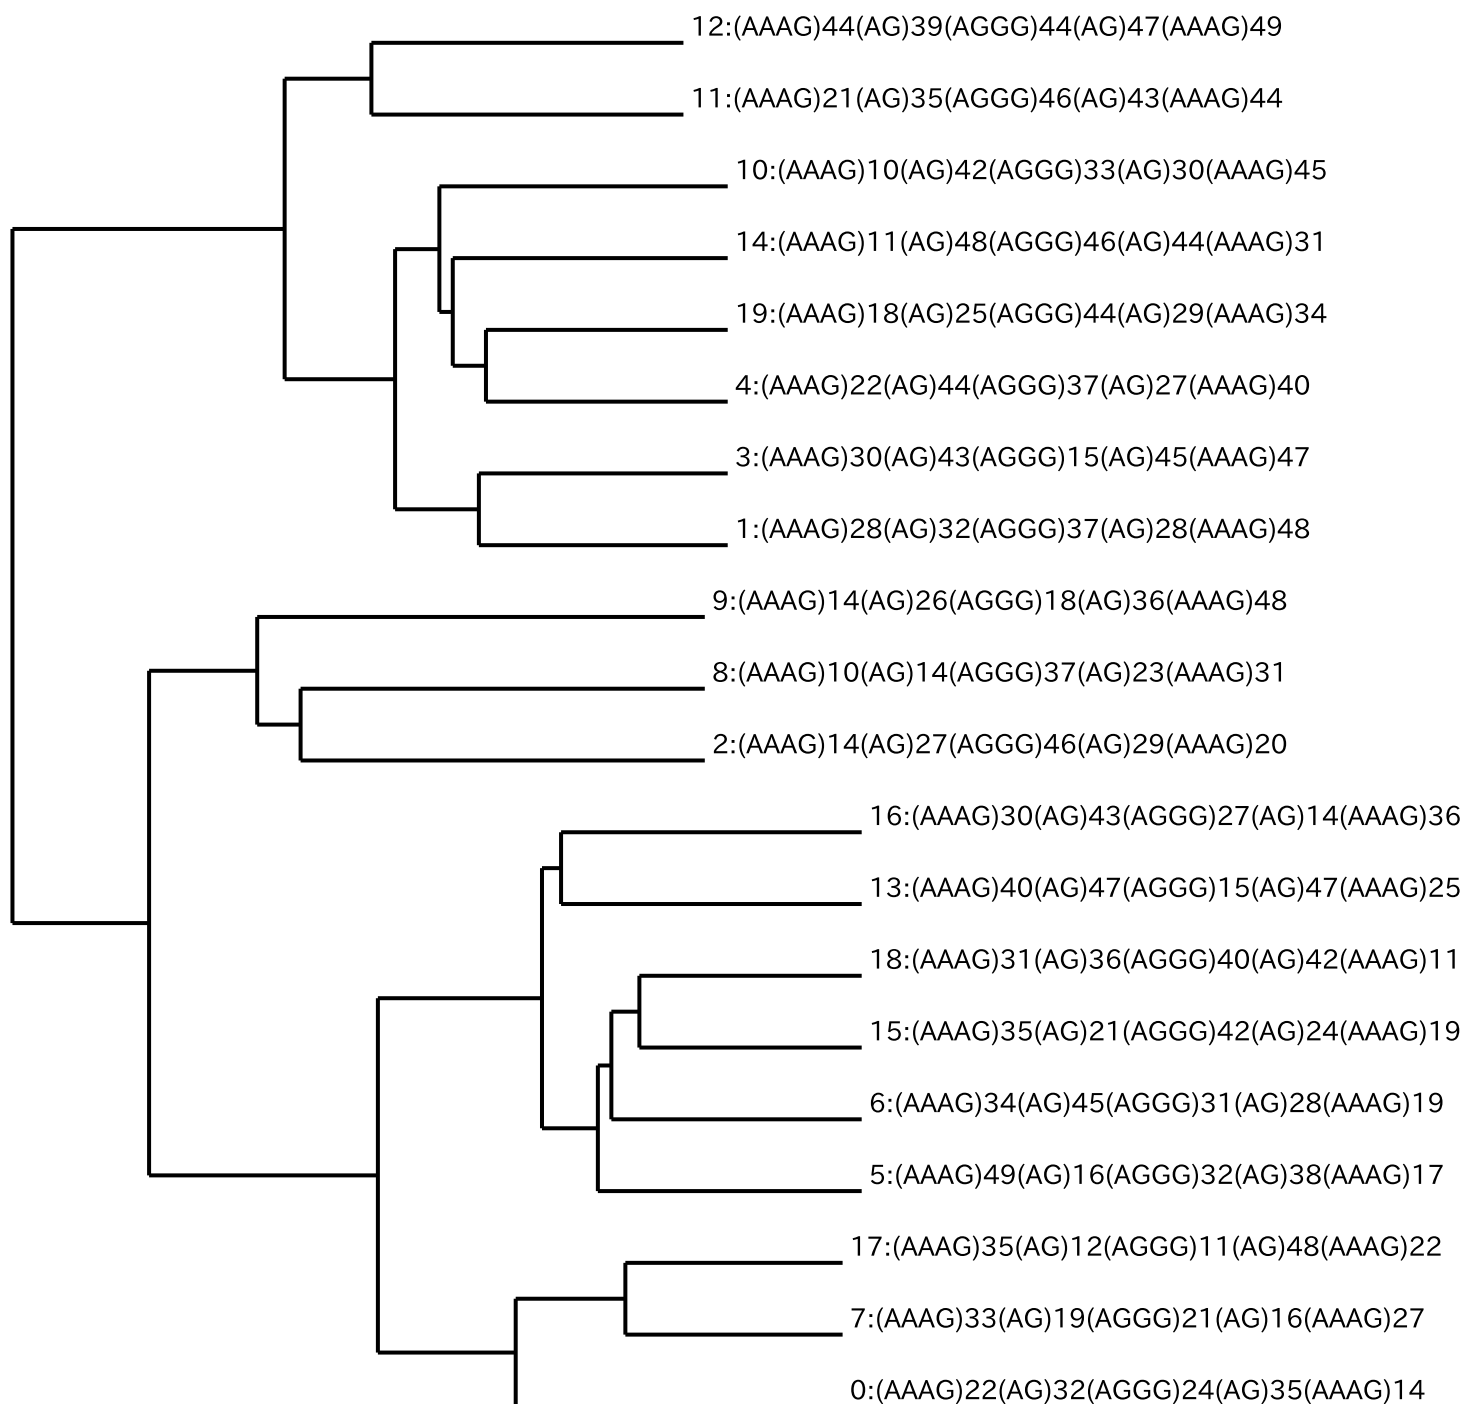 12:(AAAG)44(AG)39(AGGG)44(AG)47(AAAG)49
11:(AAAG)21(AG)35(AGGG)46(AG)43(AAAG)44
10:(AAAG)10(AG)42(AGGG)33(AG)30(AAAG)45
14:(AAAG)11(AG)48(AGGG)46(AG)44(AAAG)31
19:(AAAG)18(AG)25(AGGG)44(AG)29(AAAG)34
4:(AAAG)22(AG)44(AGGG)37(AG)27(AAAG)40
3:(AAAG)30(AG)43(AGGG)15(AG)45(AAAG)47
1:(AAAG)28(AG)32(AGGG)37(AG)28(AAAG)48
9:(AAAG)14(AG)26(AGGG)18(AG)36(AAAG)48
8:(AAAG)10(AG)14(AGGG)37(AG)23(AAAG)31
2:(AAAG)14(AG)27(AGGG)46(AG)29(AAAG)20
16:(AAAG)30(AG)43(AGGG)27(AG)14(AAAG)36
13:(AAAG)40(AG)47(AGGG)15(AG)47(AAAG)25
18:(AAAG)31(AG)36(AGGG)40(AG)42(AAAG)11
15:(AAAG)35(AG)21(AGGG)42(AG)24(AAAG)19
6:(AAAG)34(AG)45(AGGG)31(AG)28(AAAG)19
5:(AAAG)49(AG)16(AGGG)32(AG)38(AAAG)17
17:(AAAG)35(AG)12(AGGG)11(AG)48(AAAG)22
7:(AAAG)33(AG)19(AGGG)21(AG)16(AAAG)27
0:(AAAG)22(AG)32(AGGG)24(AG)35(AAAG)14